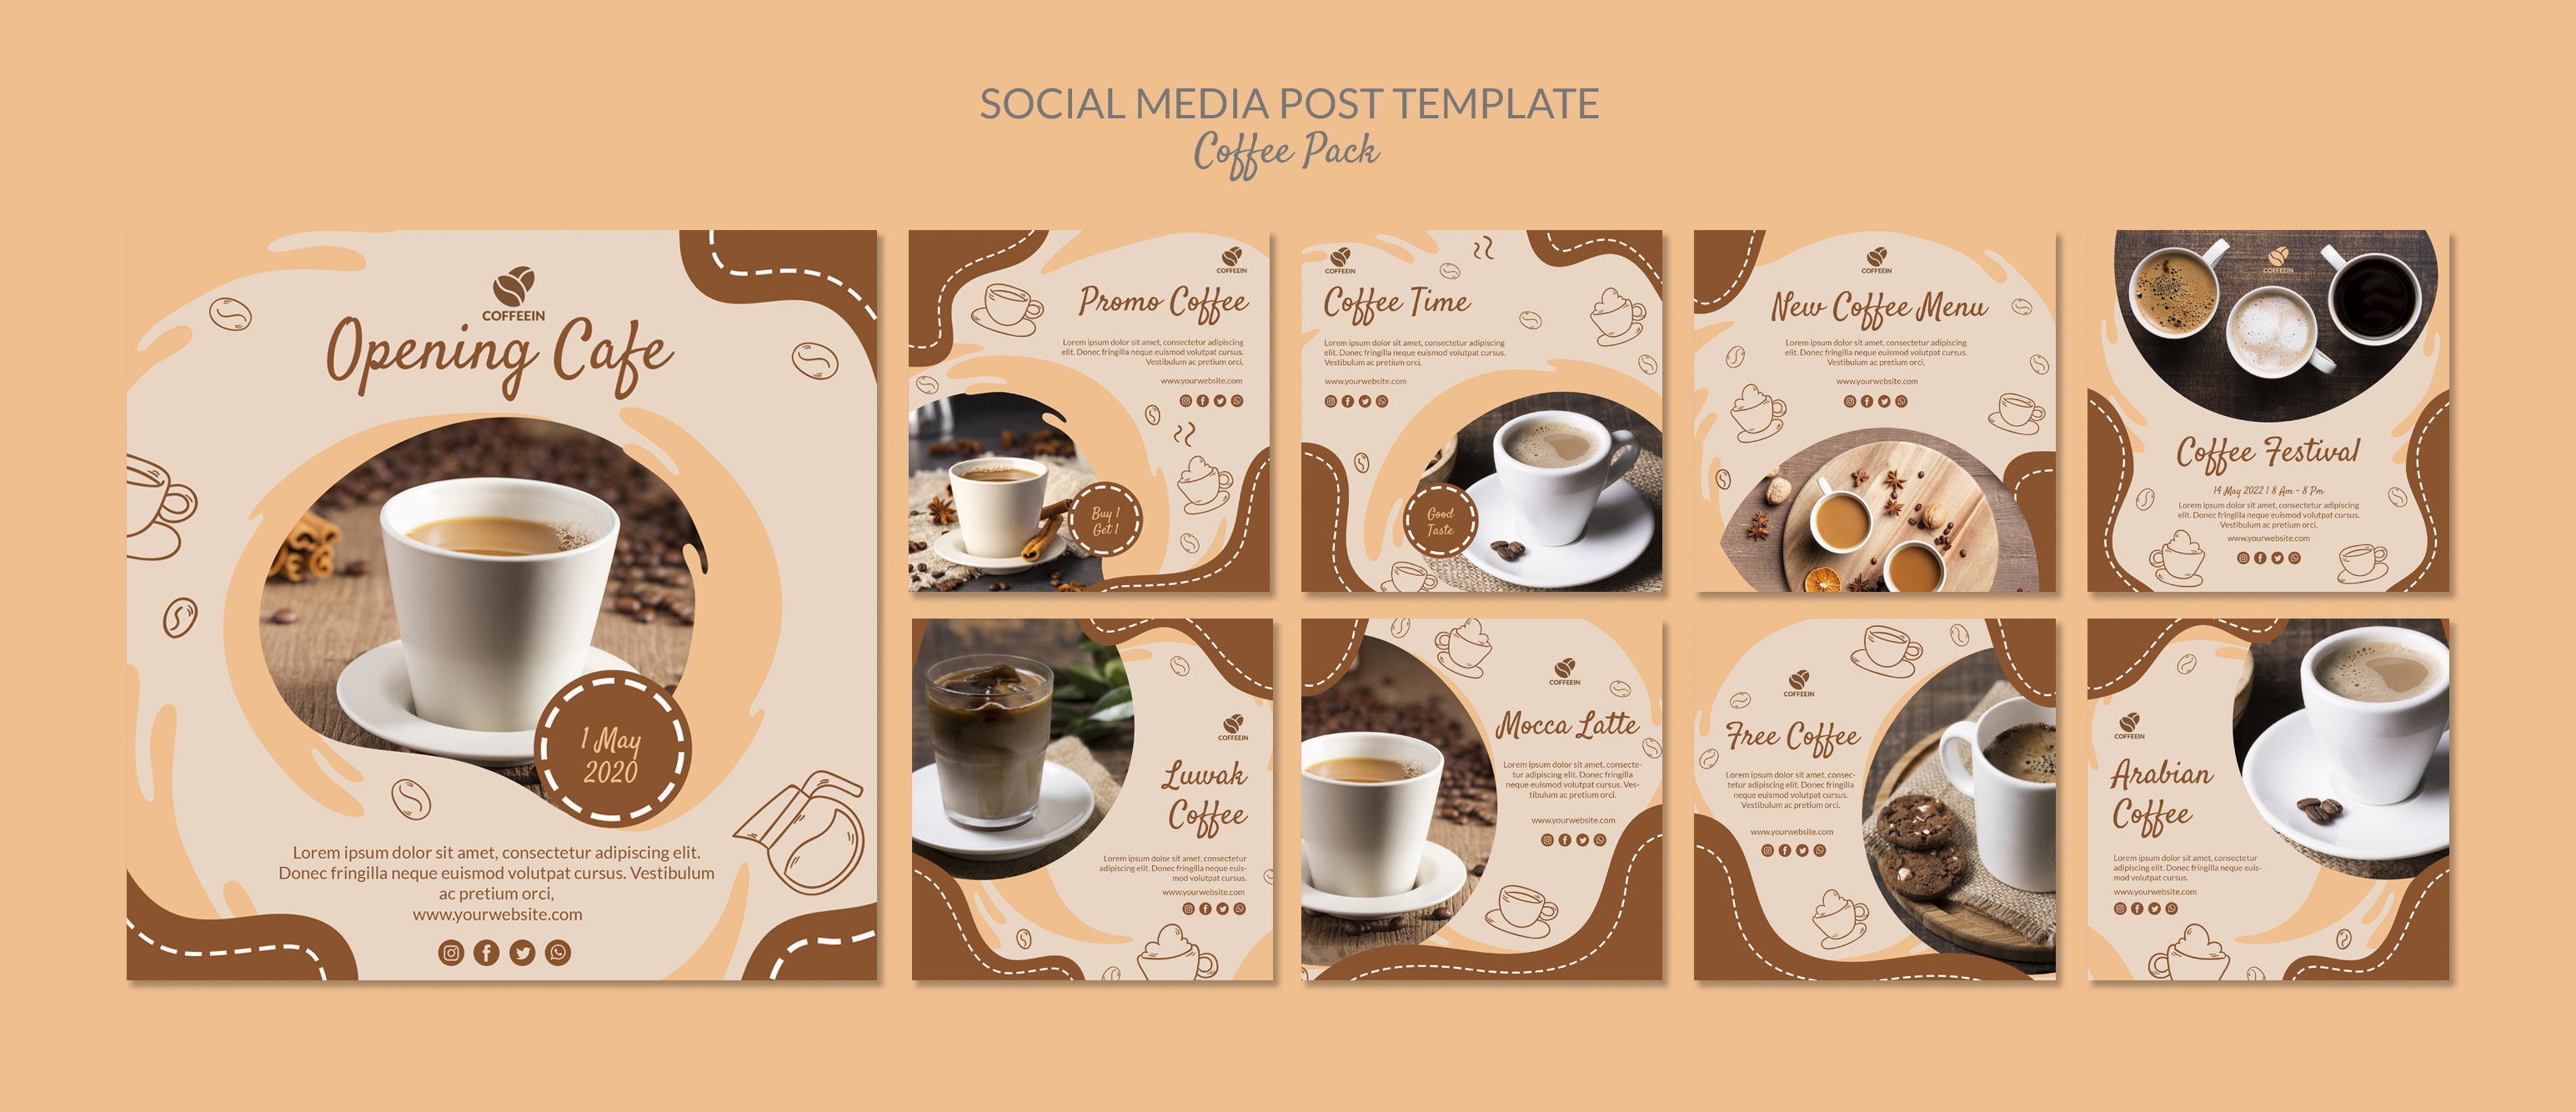 SOCIAL MEDIA POST TEMPLATE
Coffee Pack
COFFEEIN
Opening Cafe
1 May
2020
Lorem ipsum dolor sit amet, consectetur adipiscing elit.
Donec fringilla neque euismod volutpat cursus. Vestibulum
ac pretium orci,
www.yourwebsite.com
COFFEEIN
Promo Coffee
Lorem ipsum dolor sit amet, consectetur adipiscing
elit. Donec fringilla neque euismod volutpat cursus.
Vestibulum ac pretium orci,
www.yourwebsite.com
Buy 1
Get 1
COFFEEIN
Coffee Time
Lorem ipsum dolor sit amet, consectetur adipiscing
elit. Donec fringilla neque euismod volutpat cursus.
Vestibulum ac pretium orci,
www.yourwebsite.com
Good
Taste
COFFEEIN
New Coffee Menu
Lorem ipsum dolor sit amet, consectetur adipiscing
elit. Donec fringilla neque euismod volutpat cursus.
Vestibulum ac pretium orci,
www.yourwebsite.com
COFFEEIN
Coffee Festival
14 May 2022 | 8 Am - 8 Pm
Lorem ipsum dolor sit amet, consectetur adipiscing
elit. Donec fringilla neque euismod volutpat cursus.
Vestibulum ac pretium orci,
www.yourwebsite.com
COFFEEIN
Luwak
Coffee
Lorem ipsum dolor sit amet, consectetur
adipiscing elit. Donec fringilla neque euis-
mod volutpat cursus.
www.yourwebsite.com
COFFEEIN
Mocca Latte
Lorem ipsum dolor sit amet, consecte-
tur adipiscing elit. Donec fringilla
neque euismod volutpat cursus. Ves-
tibulum ac pretium orci.
www.yourwebsite.com
COFFEEIN
Free Coffee
Lorem ipsum dolor sit amet, consec-
tetur adipiscing elit. Donec fringilla
neque euismod volutpat cursus.
Vestibulum ac pretium orci.
www.yourwebsite.com
COFFEEIN
Arabian
Coffee
Lorem ipsum dolor sit amet, consectetur
adipiscing elit. Donec fringilla neque euis-
mod volutpat cursus.
www.yourwebsite.com